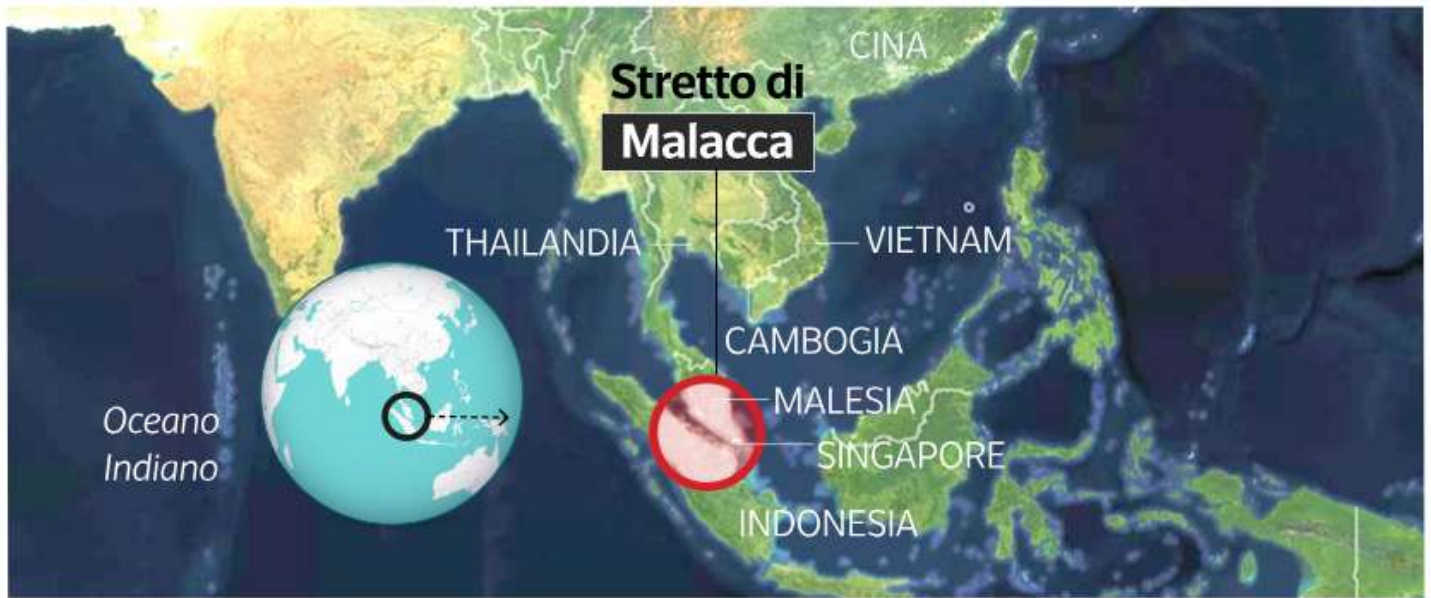 CINA
Stretto di
Malacca
THAILANDIA
VIETNAM
CAMBOGIA
MALESIA
Oceano
Indiano
SINGAPORE
INDONESIA